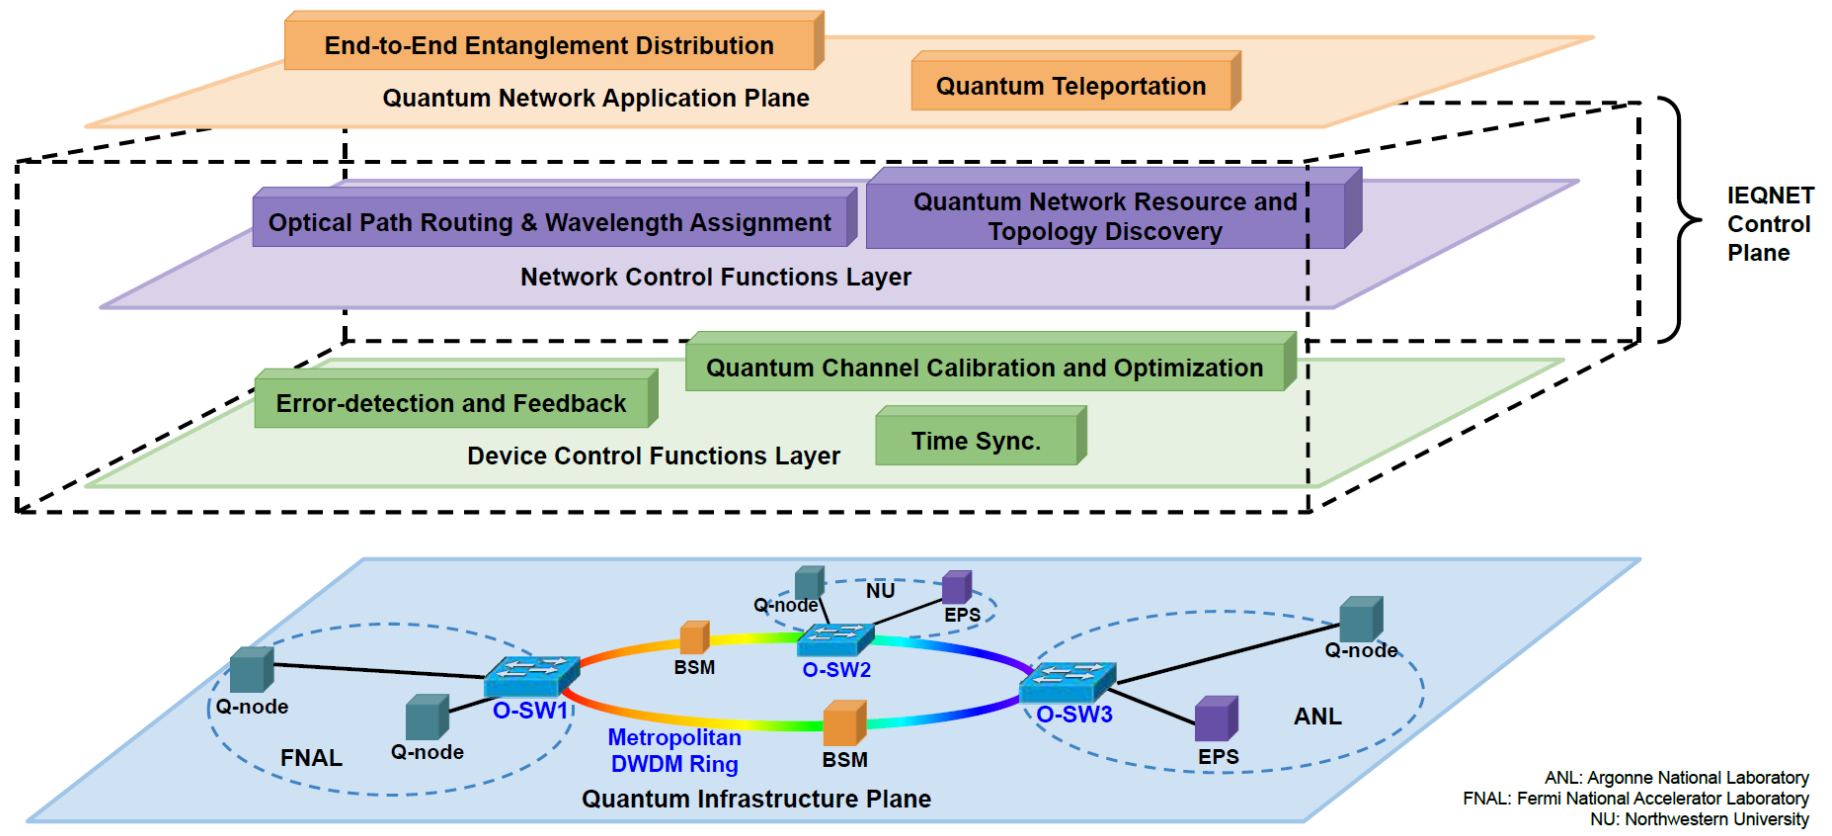 End-to-End Entanglement Distribution
Quantum Teleportation
Quantum Network Application Plane
Optical Path Routing & Wavelength Assignment
Quantum Network Resource and
Topology Discovery
Network Control Functions Layer
IEQNET
Control
Plane
Quantum Channel Calibration and Optimization
Error-detection and Feedback
Time Sync.
Device Control Functions Layer
NU
Q-node
EPS
BSM
O-SW2
Q-node
Q-node
O-SW1
Q-node
FNAL
O-SW3
ANL
EPS
Metropolitan
DWDM Ring
BSM
Quantum Infrastructure Plane
ANL: Argonne National Laboratory
FNAL: Fermi National Accelerator Laboratory
NU: Northwestern University